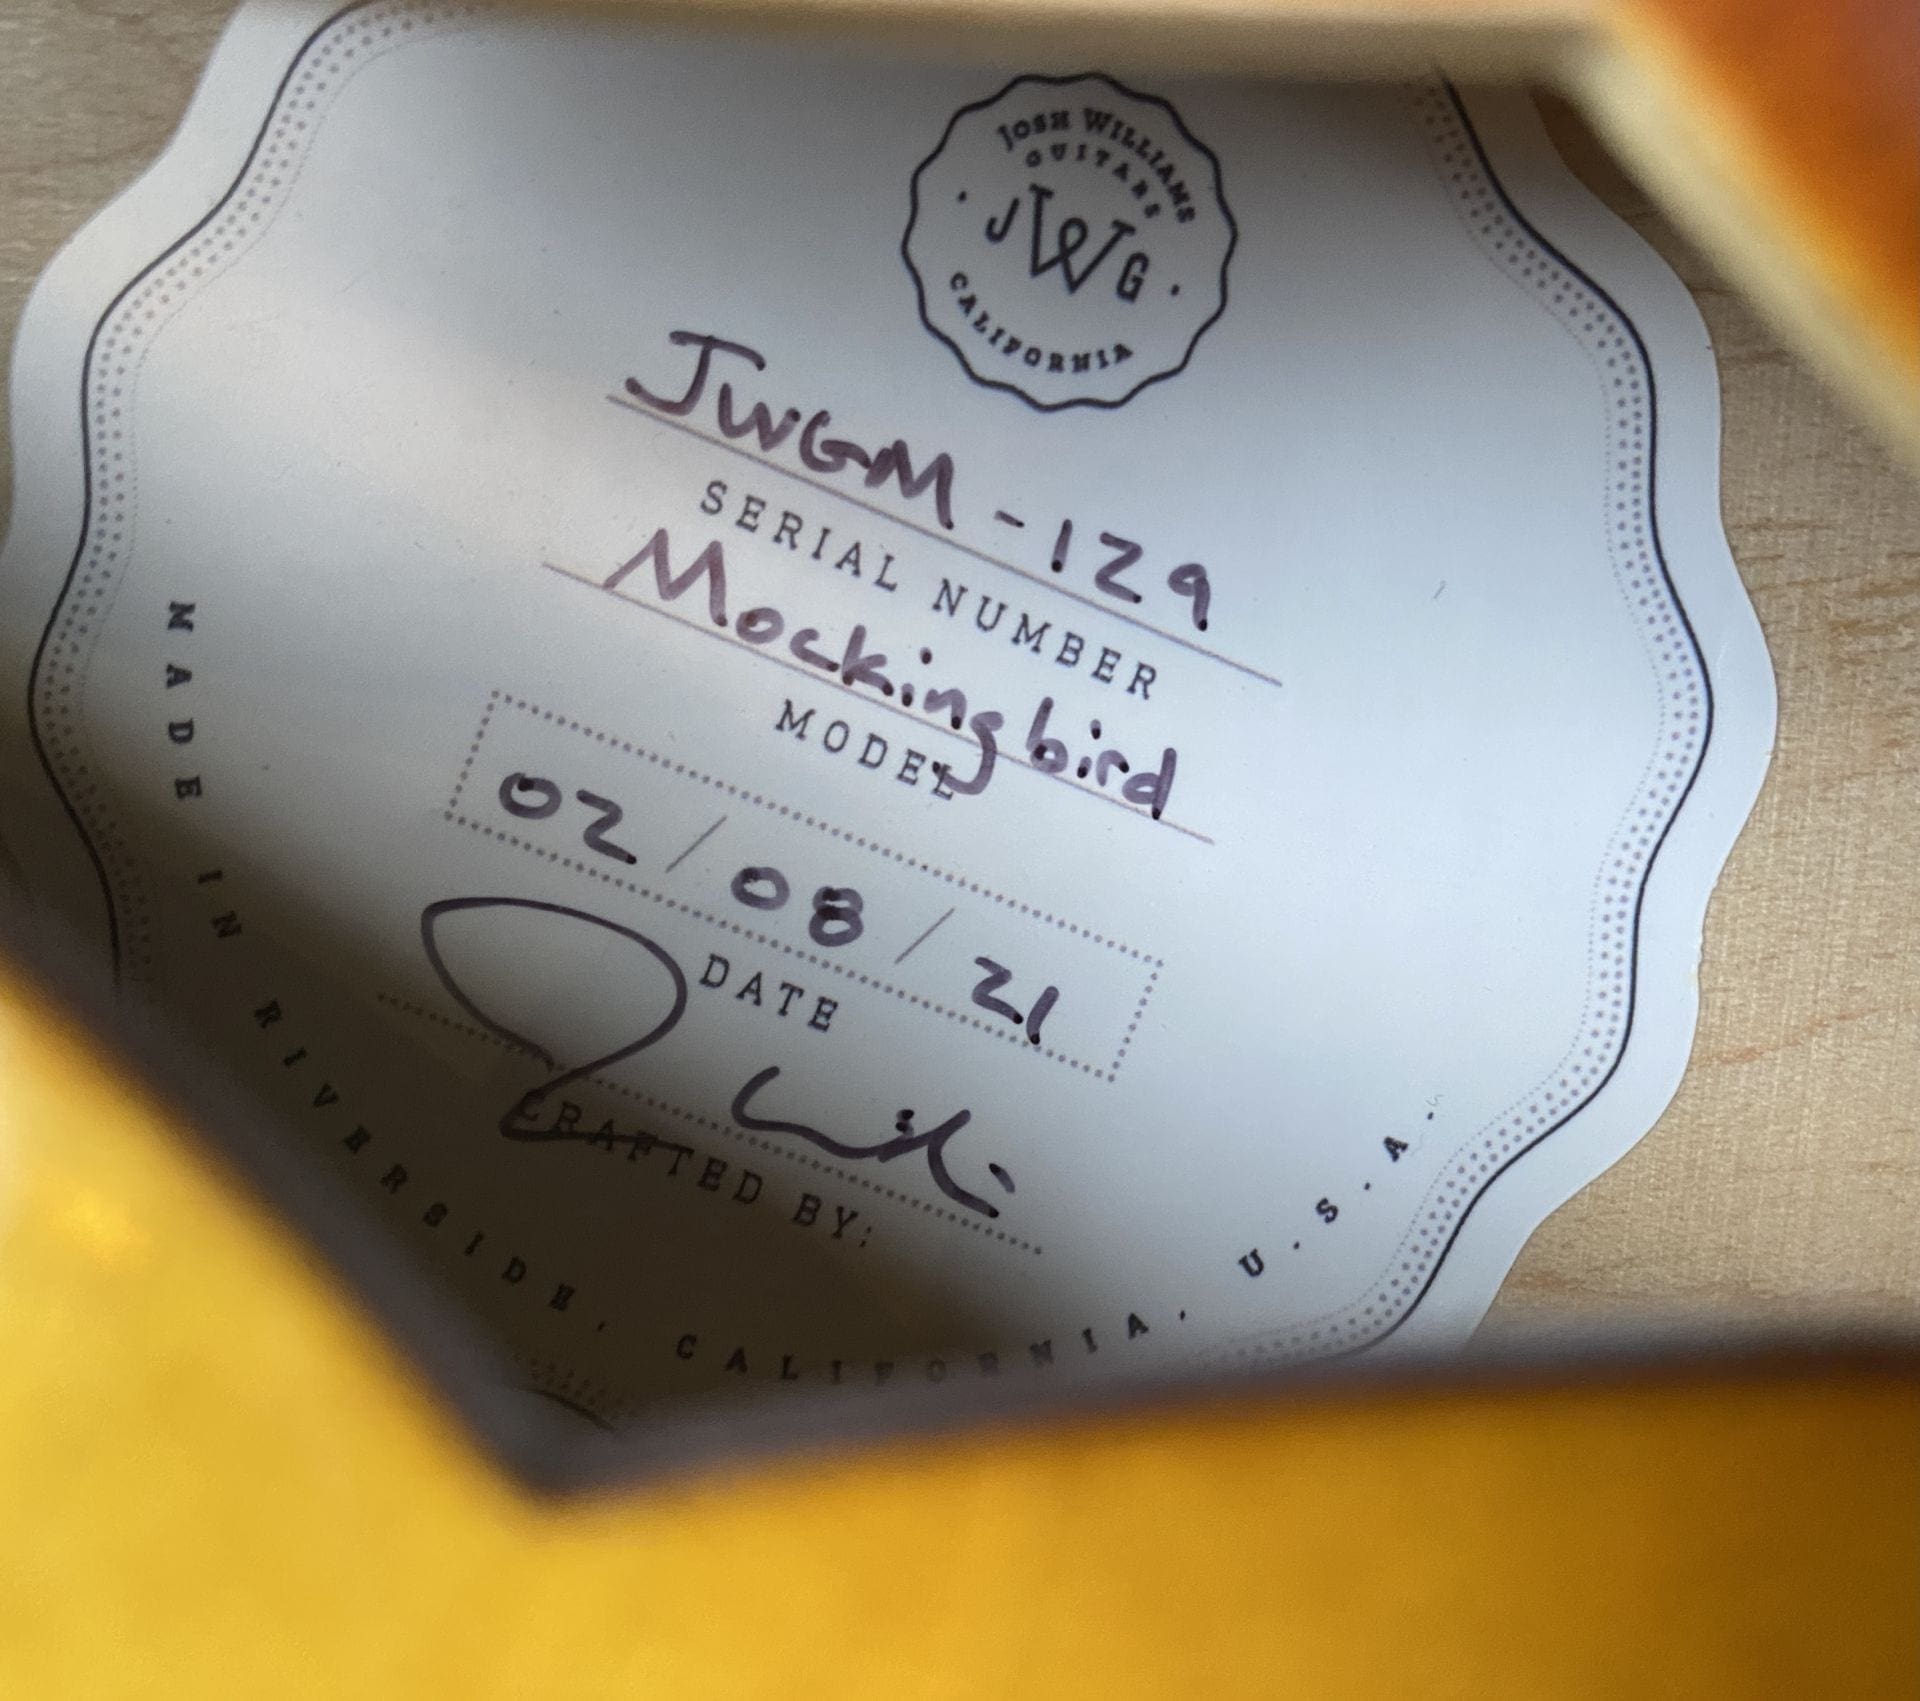 JOSH WILLIAMS
GUITARS
JWG
CALIFORNIA
JWGM-129
SERIAL NUMBER
Mockingbird
MODEL
02/08/21
DATE
CRAFTED BY:
MADE IN RIVERSIDE, CALIFORNIA, U.S.A.